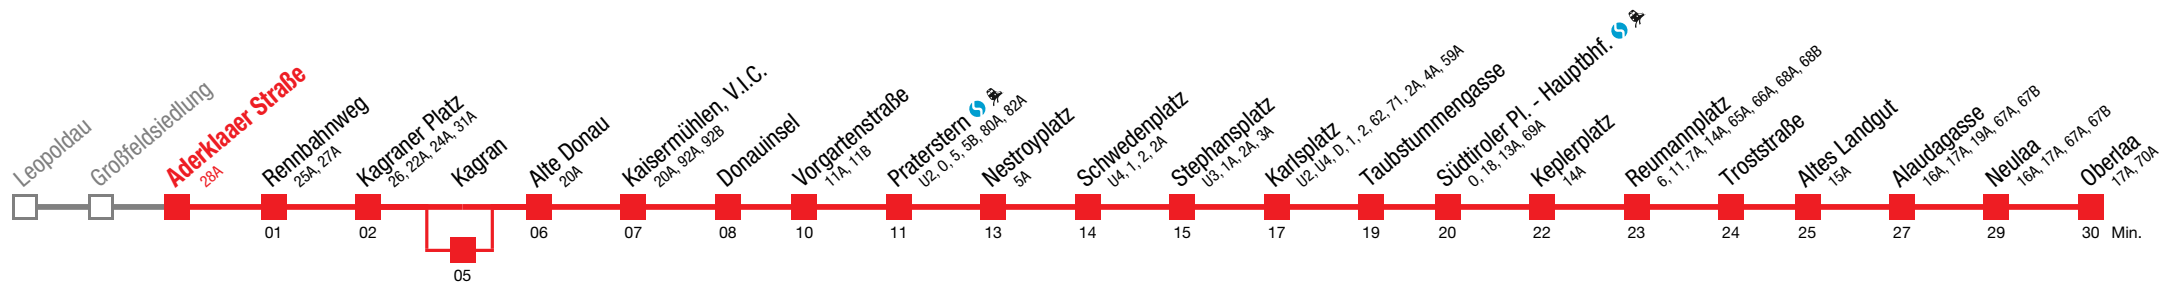 Leopoldau
Großfeldsiedlung
Aderklaaer Straße
28A
Rennbahnweg
25A, 27A
Kagraner Platz
26, 22A, 24A, 31A
Kagran
Alte Donau
20A
Kaisermühlen, V.I.C.
20A, 92A, 92B
Donauinsel
Vorgartenstraße
11A, 11B
Praterstern
U2, O, 5, 5B, 80A, 82A
Nestroyplatz
5A
Schwedenplatz
U4, 1, 2, 2A
Stephansplatz
U3, 1A, 2A, 3A
Karlsplatz
U2, U4, D, 1, 2, 62, 71, 2A, 4A, 59A
Taubstummengasse
Südtiroler Pl. - Hauptbhf.
O, 18, 13A, 69A
Keplerplatz
14A
Reumannplatz
6, 11, 7A, 14A, 65A, 66A, 68A, 68B
Troststraße
Altes Landgut
15A
Alaudagasse
16A, 17A, 19A, 67A, 67B
Neulaa
16A, 17A, 67A, 67B
Oberlaa
17A, 70A
01 02 06 07 08 10 11 13 14 15 17 19 20 22 23 24 25 27 29 30 Min.
05